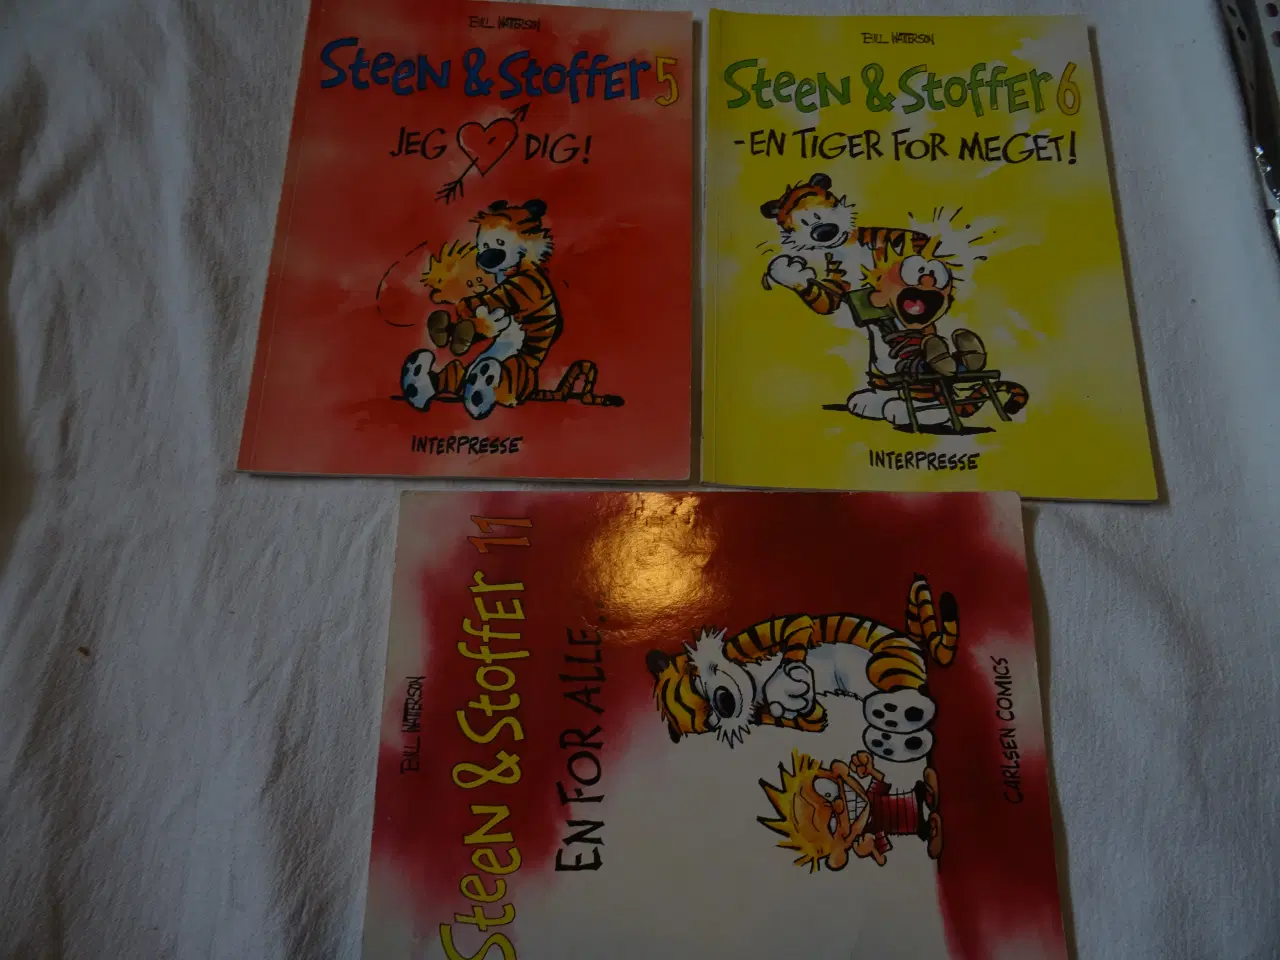 BILL WATTERSON
Steen & Stoffer 5
JEG DIG!
INTERPRESSE
BILL WATTERSON
Steen & Stoffer 6
-EN TIGER FOR MEGET!
INTERPRESSE
BILL WATTERSON
Steen & Stoffer 11
EN FOR ALLE...
CARLSEN COMICS